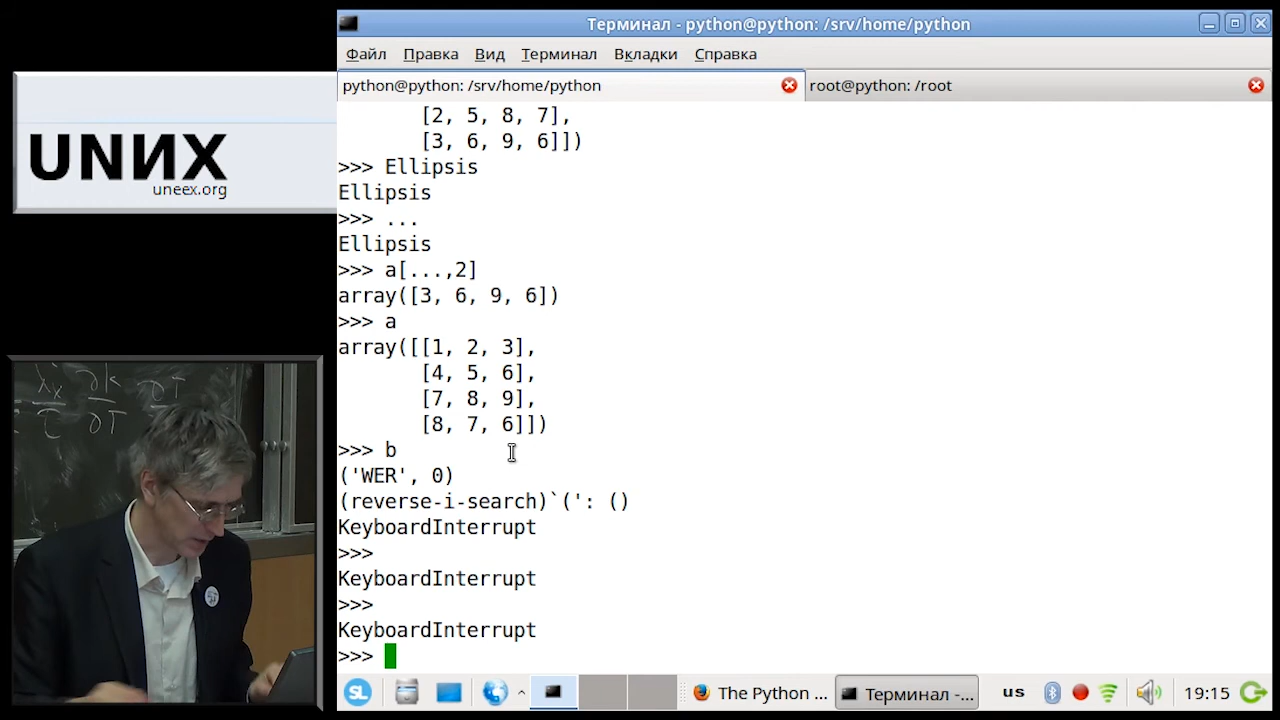 UNИX
uneex.org
Терминал - python@python: /srv/home/python
Файл Правка Вид Терминал Вкладки Справка
python@python: /srv/home/python
root@python: /root
[2, 5, 8, 7],
[3, 6, 9, 6]])
>>> Ellipsis
Ellipsis
>>> ...
Ellipsis
>>> a[...,2]
array([3, 6, 9, 6])
>>> a
array([[1, 2, 3],
[4, 5, 6],
[7, 8, 9],
[8, 7, 6]])
>>> b
('WER', 0)
(reverse-i-search)`(': ()
KeyboardInterrupt
>>>
KeyboardInterrupt
>>>
KeyboardInterrupt
>>>
SL The Python ... Терминал -... us 19:15